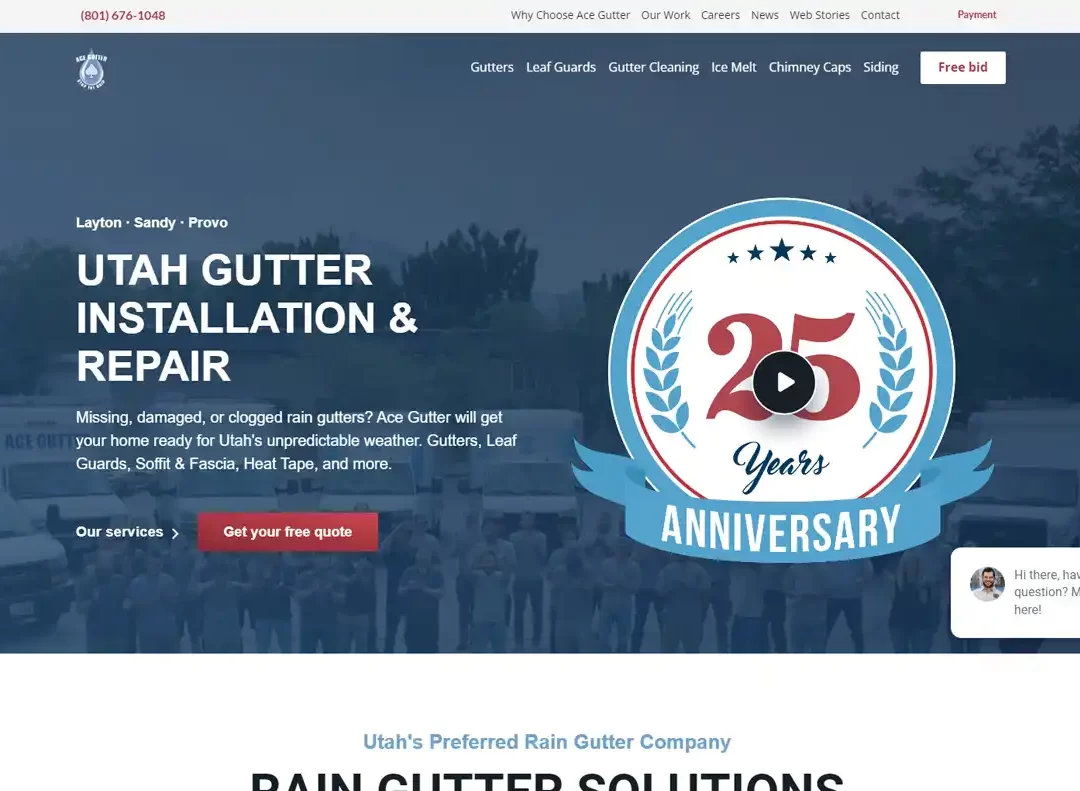 (801) 676-1048
Why Choose Ace Gutter Our Work Careers News Web Stories Contact Payment
ACE GUTTER
Gutters Leaf Guards Gutter Cleaning Ice Melt Chimney Caps Siding Free bid
Layton · Sandy · Provo
UTAH GUTTER
INSTALLATION &
REPAIR
Missing, damaged, or clogged rain gutters? Ace Gutter will get
your home ready for Utah's unpredictable weather. Gutters, Leaf
Guards, Soffit & Fascia, Heat Tape, and more.
Our services
Get your free quote
25
Years
ANNIVERSARY
Hi there, hav
question? M
here!
Utah's Preferred Rain Gutter Company
RAIN GUTTER SOLUTIONS